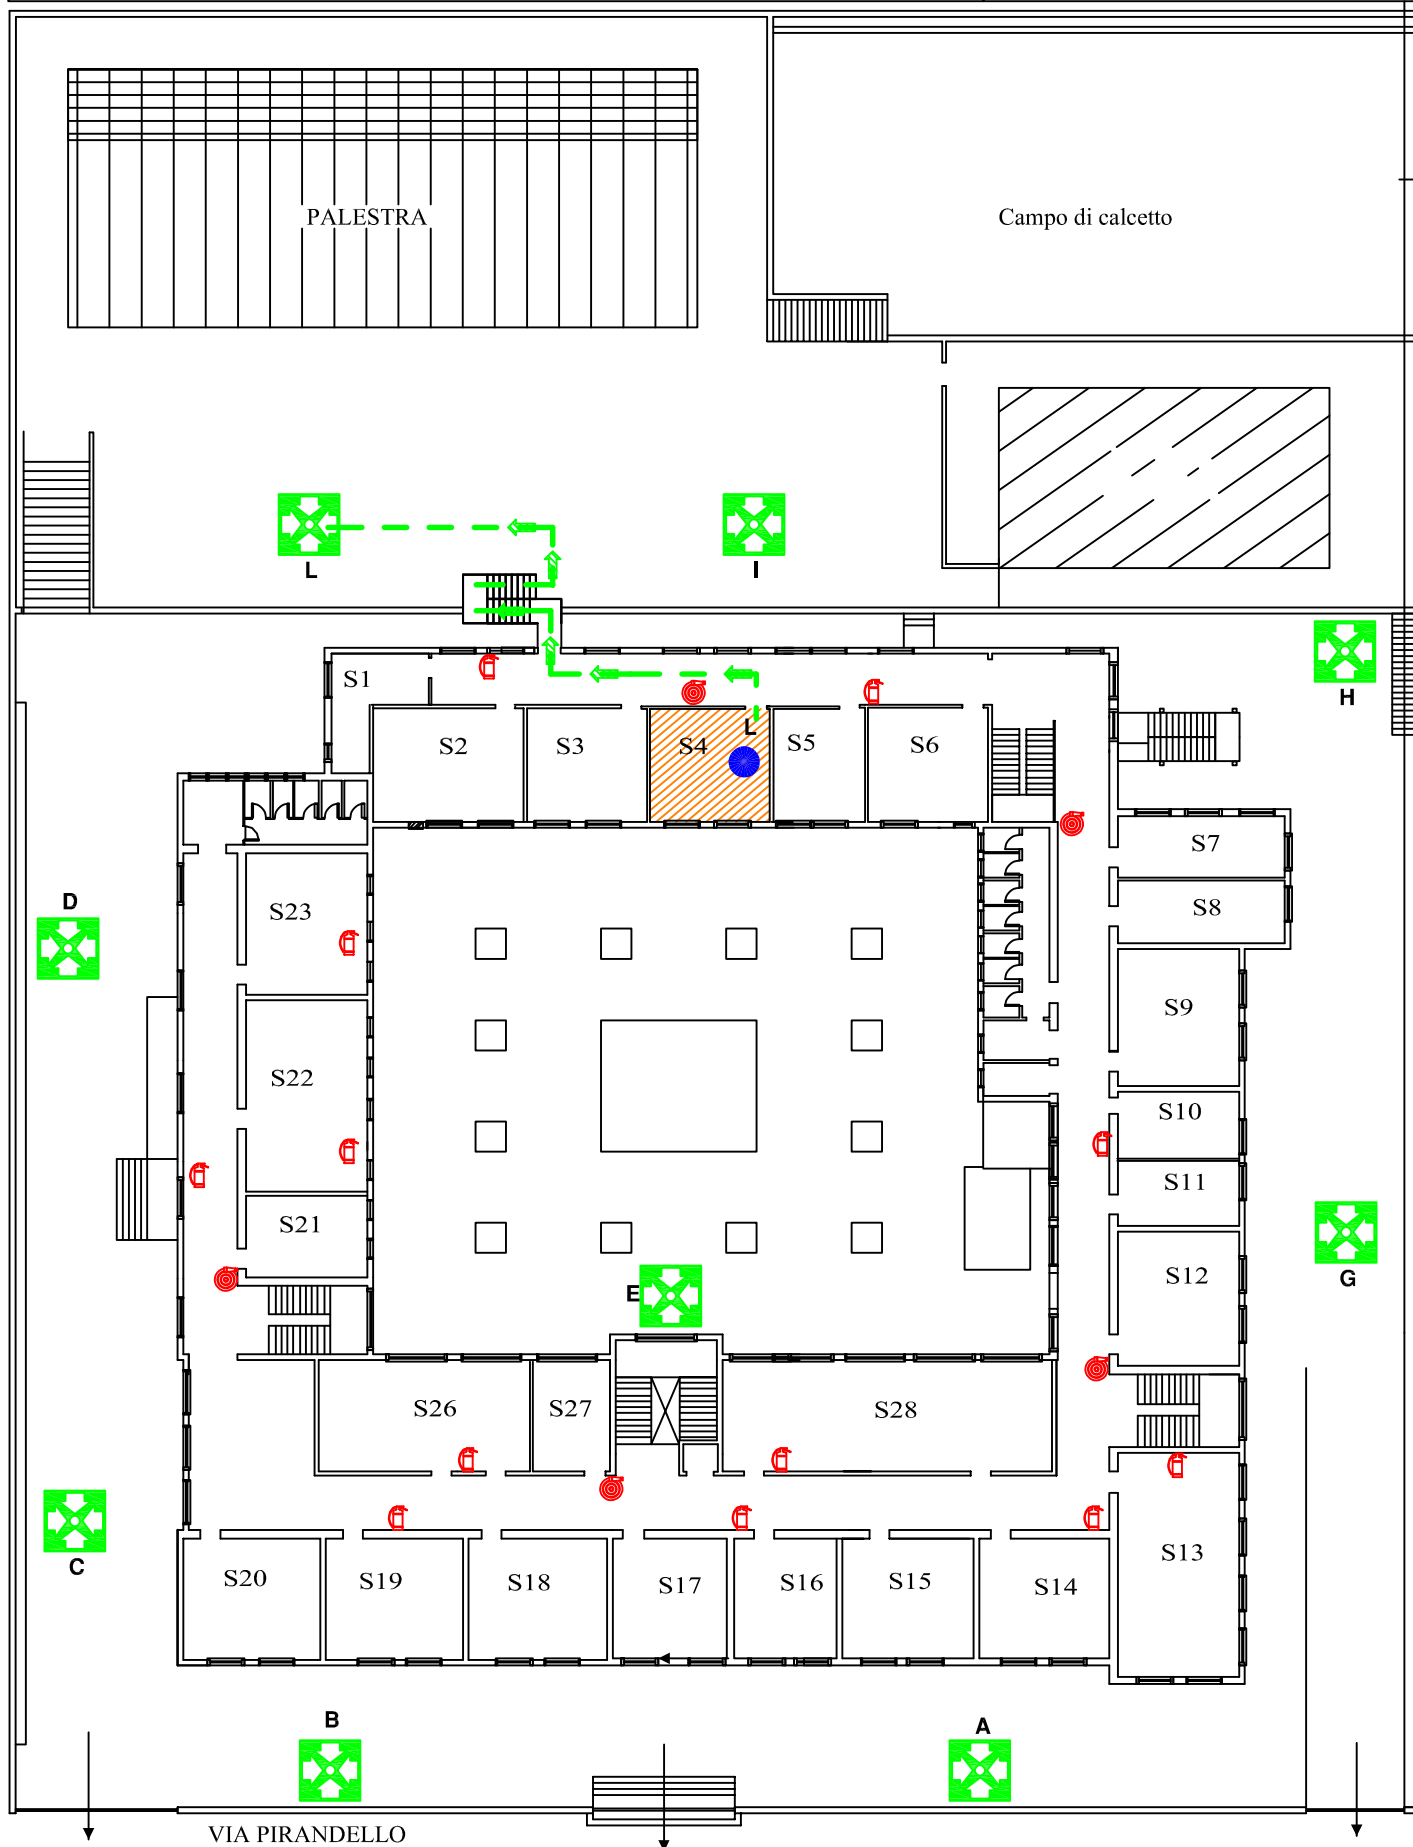 PALESTRA
Campo di calcetto
L
I
H
S1
L
S2
S3
S4
S5
S6
S7
S8
D
S23
S9
S22
S10
S11
S21
S12
G
E
S26
S27
S28
S13
C
S20
S19
S18
S17
S16
S15
S14
B
A
VIA PIRANDELLO